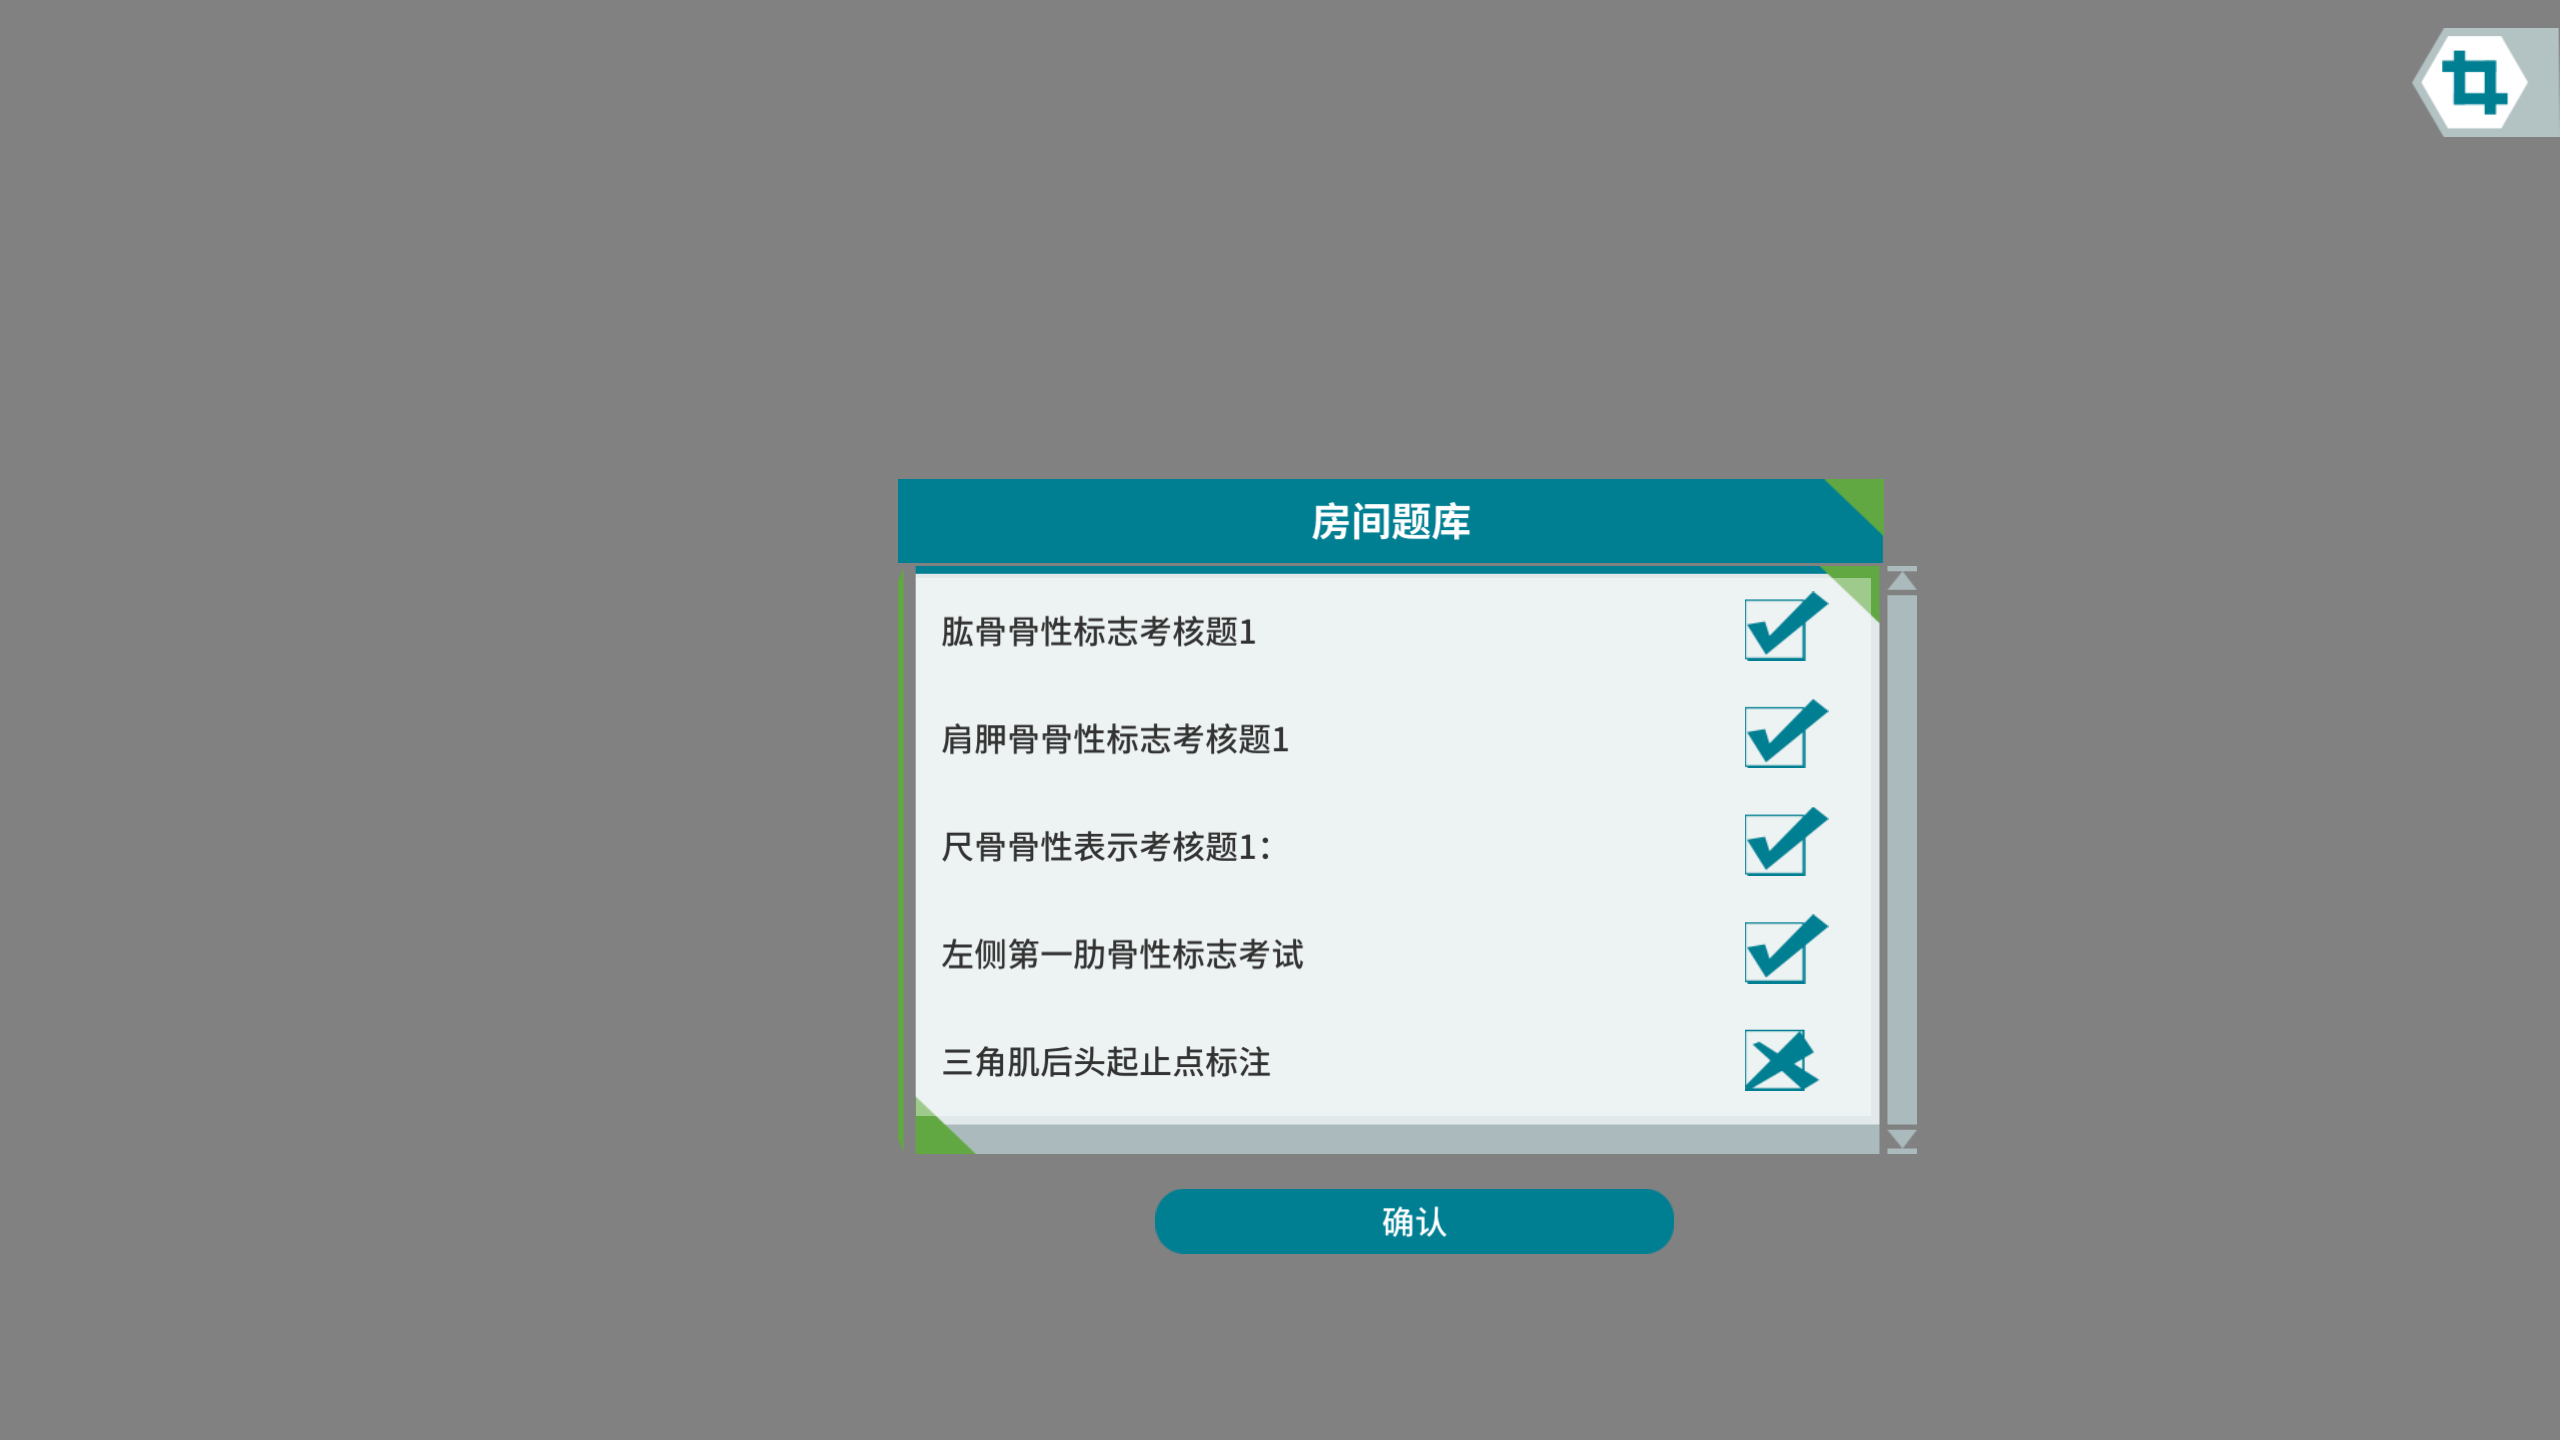 房间题库
肱骨骨性标志考核题1
肩胛骨骨性标志考核题1
尺骨骨性表示考核题1：
左侧第一肋骨性标志考试
三角肌后头起止点标注
确认